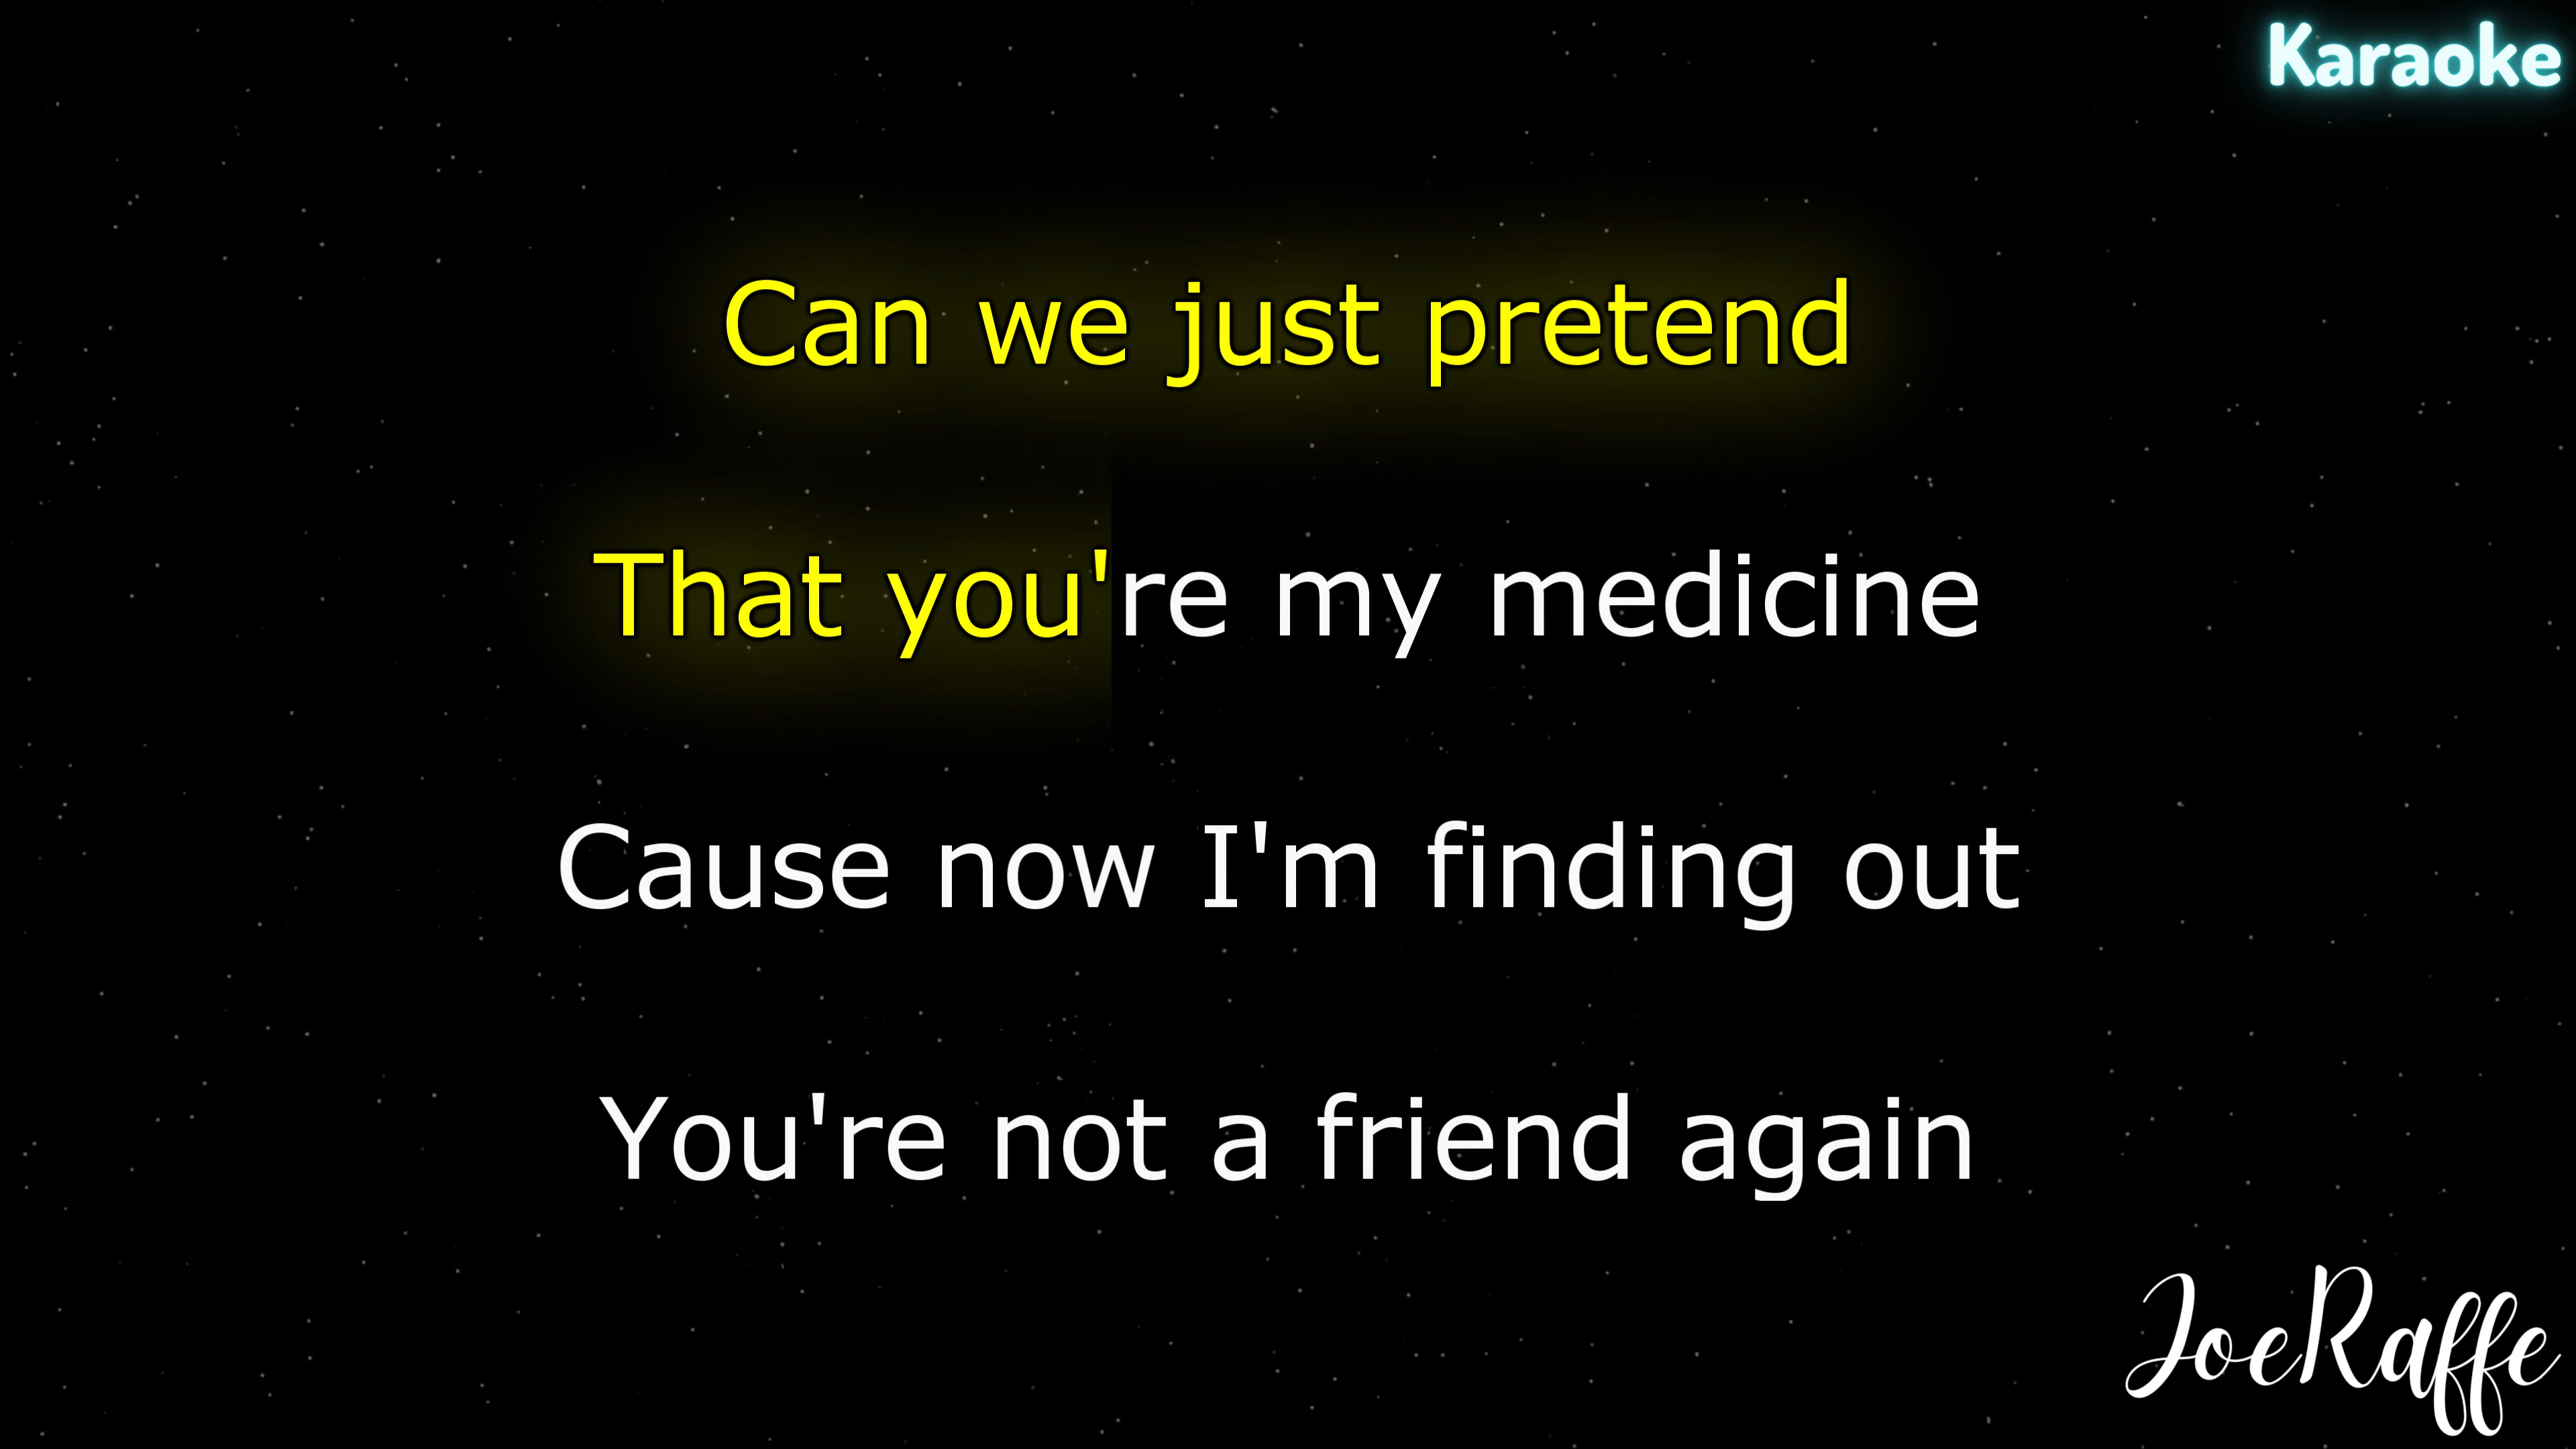 Karaoke
Can we just pretend
That you're my medicine
Cause now I'm finding out
You're not a friend again
JoeRaffe